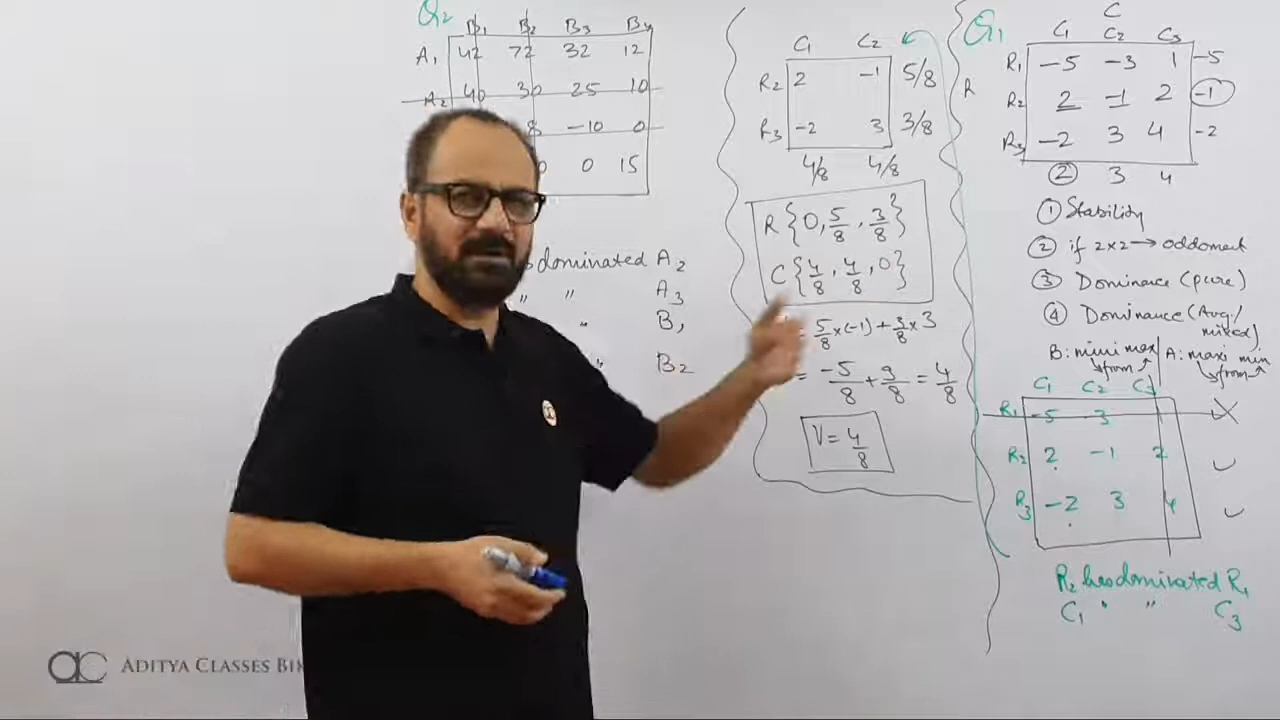 Q2
B1 B2 B3 B4
A1 42 72 32 12
A2 40 30 25 10
8 -10 0
0 0 15
dominated A2
" " A3
" B1
" B2
C1 C2
R2 2 -1 5/8
R3 -2 3 3/8
4/8 4/8
R{0, 5/8, 3/8}
C{4/8, 4/8, 0}
= 5/8 x (-1) + 3/8 x 3
= -5/8 + 9/8 = 4/8
V = 4/8
Q1
C
C1 C2 C3
R
R1 -5 -3 1 -5
R2 2 -1 2 -1
R3 -2 3 4 -2
2 3 4
1 Stability
2 if 2x2 → oddoment
3 Dominance (pure)
4 Dominance (Avg./mixed)
B: mini max A: maxi min
from from
C1 C2 C3
R1 -5 -3
R2 2 -1 2
R3 -2 3 4
R2 has dominated R1
C1 " " C3
ADITYA CLASSES